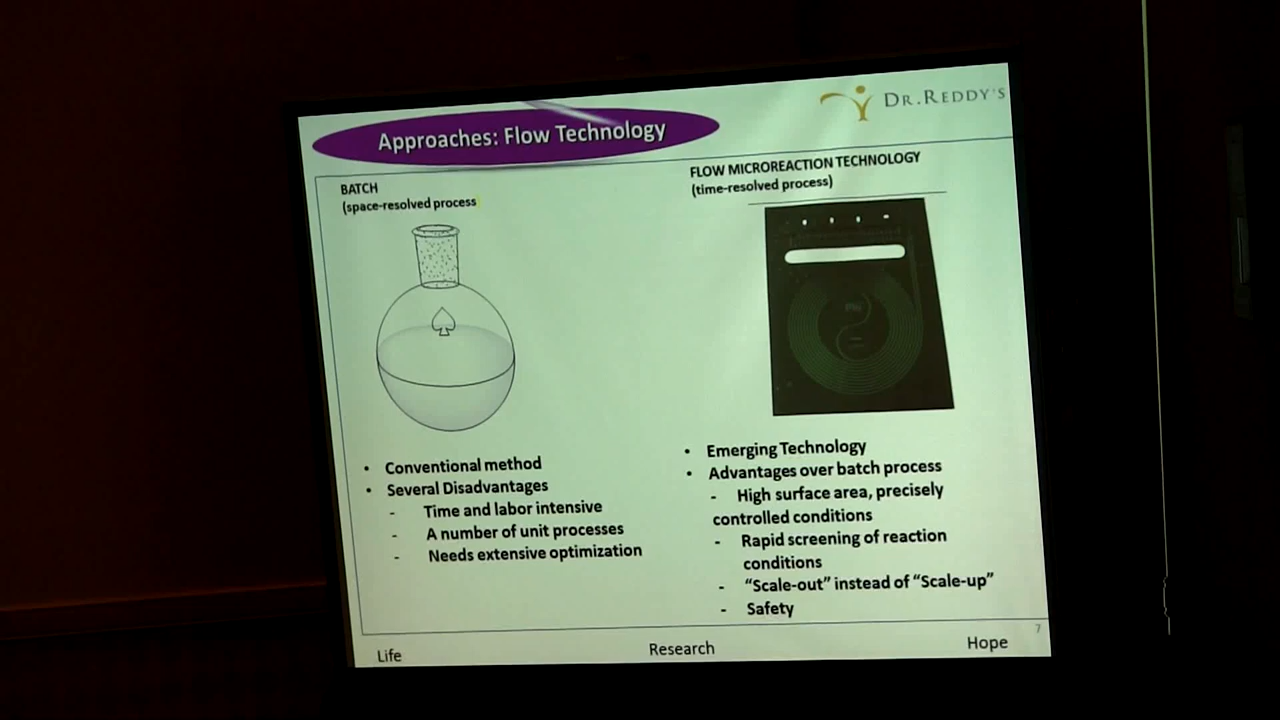 Approaches: Flow Technology
DR.REDDY'S
BATCH
(space-resolved process
FLOW MICROREACTION TECHNOLOGY
(time-resolved process)
• Conventional method
• Several Disadvantages
- Time and labor intensive
- A number of unit processes
- Needs extensive optimization
• Emerging Technology
• Advantages over batch process
- High surface area, precisely
controlled conditions
- Rapid screening of reaction
conditions
- “Scale-out” instead of “Scale-up”
- Safety
7
Life
Research
Hope